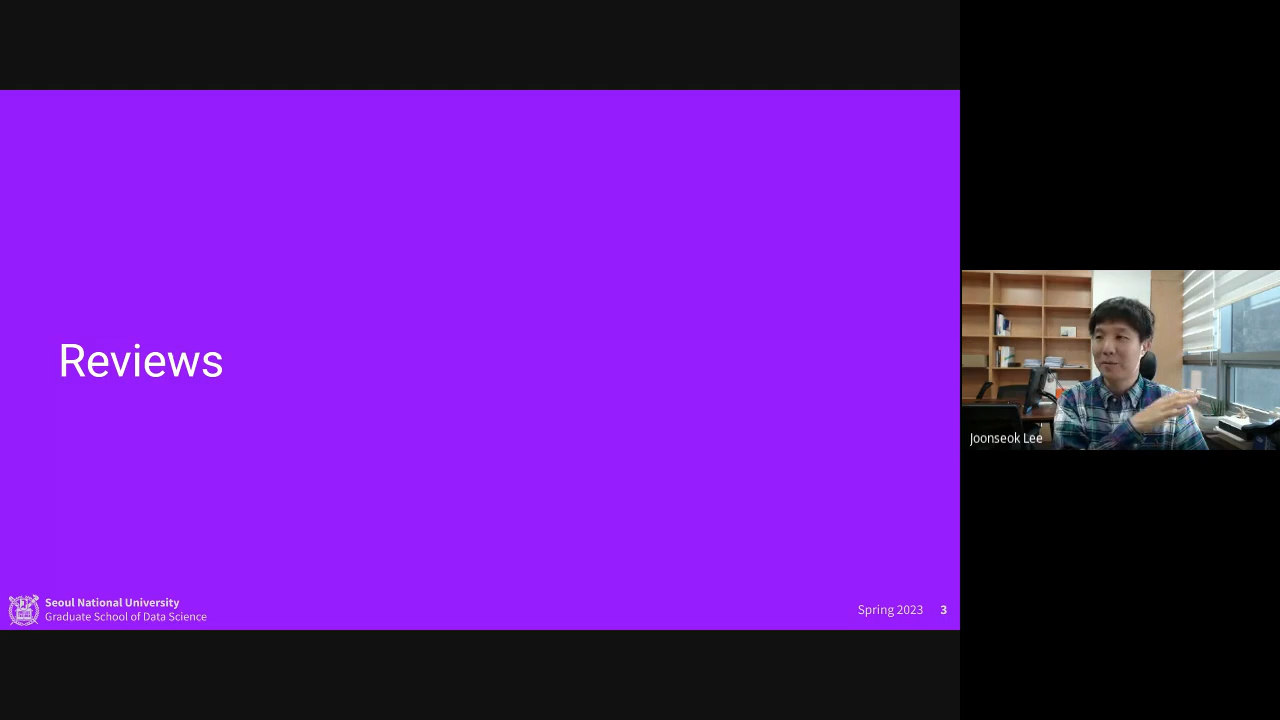 Reviews
Joonseok Lee
Seoul National University
Graduate School of Data Science
Spring 2023 3